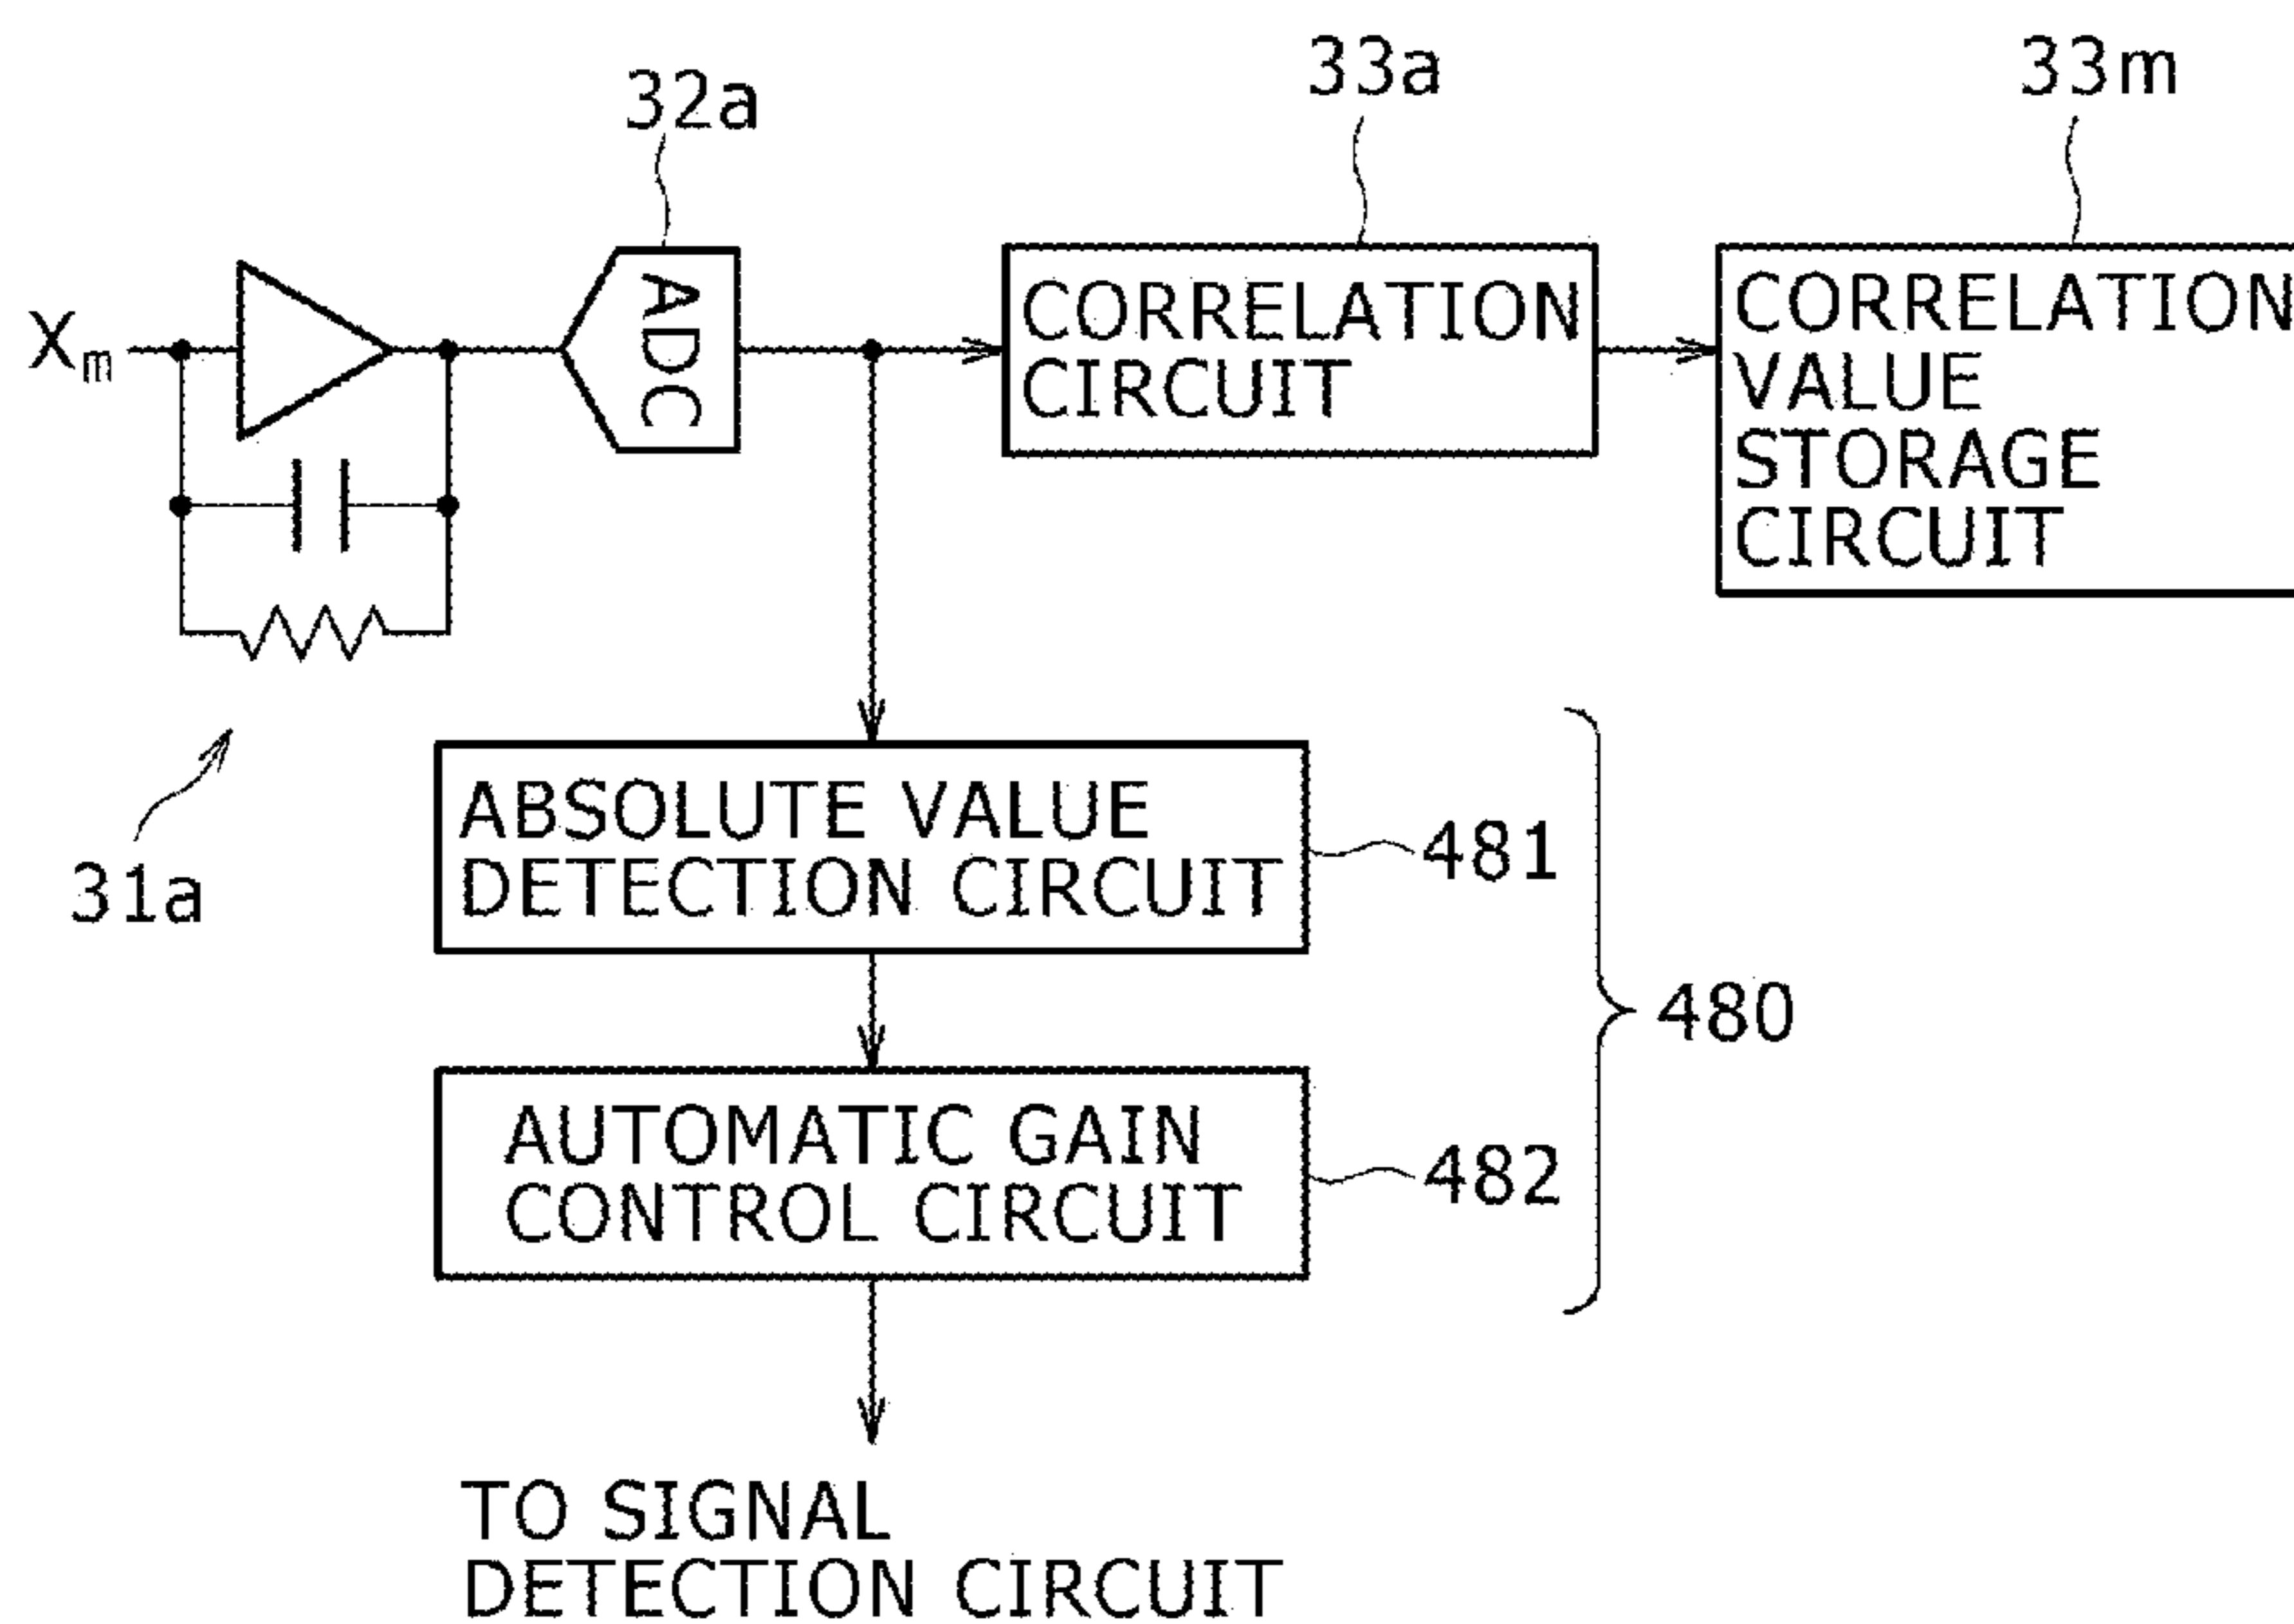 33a
33m
32a
Xm
ADC
CORRELATION
CIRCUIT
CORRELATION
VALUE
STORAGE
CIRCUIT
31a
ABSOLUTE VALUE
DETECTION CIRCUIT
481
480
AUTOMATIC GAIN
CONTROL CIRCUIT
482
TO SIGNAL
DETECTION CIRCUIT